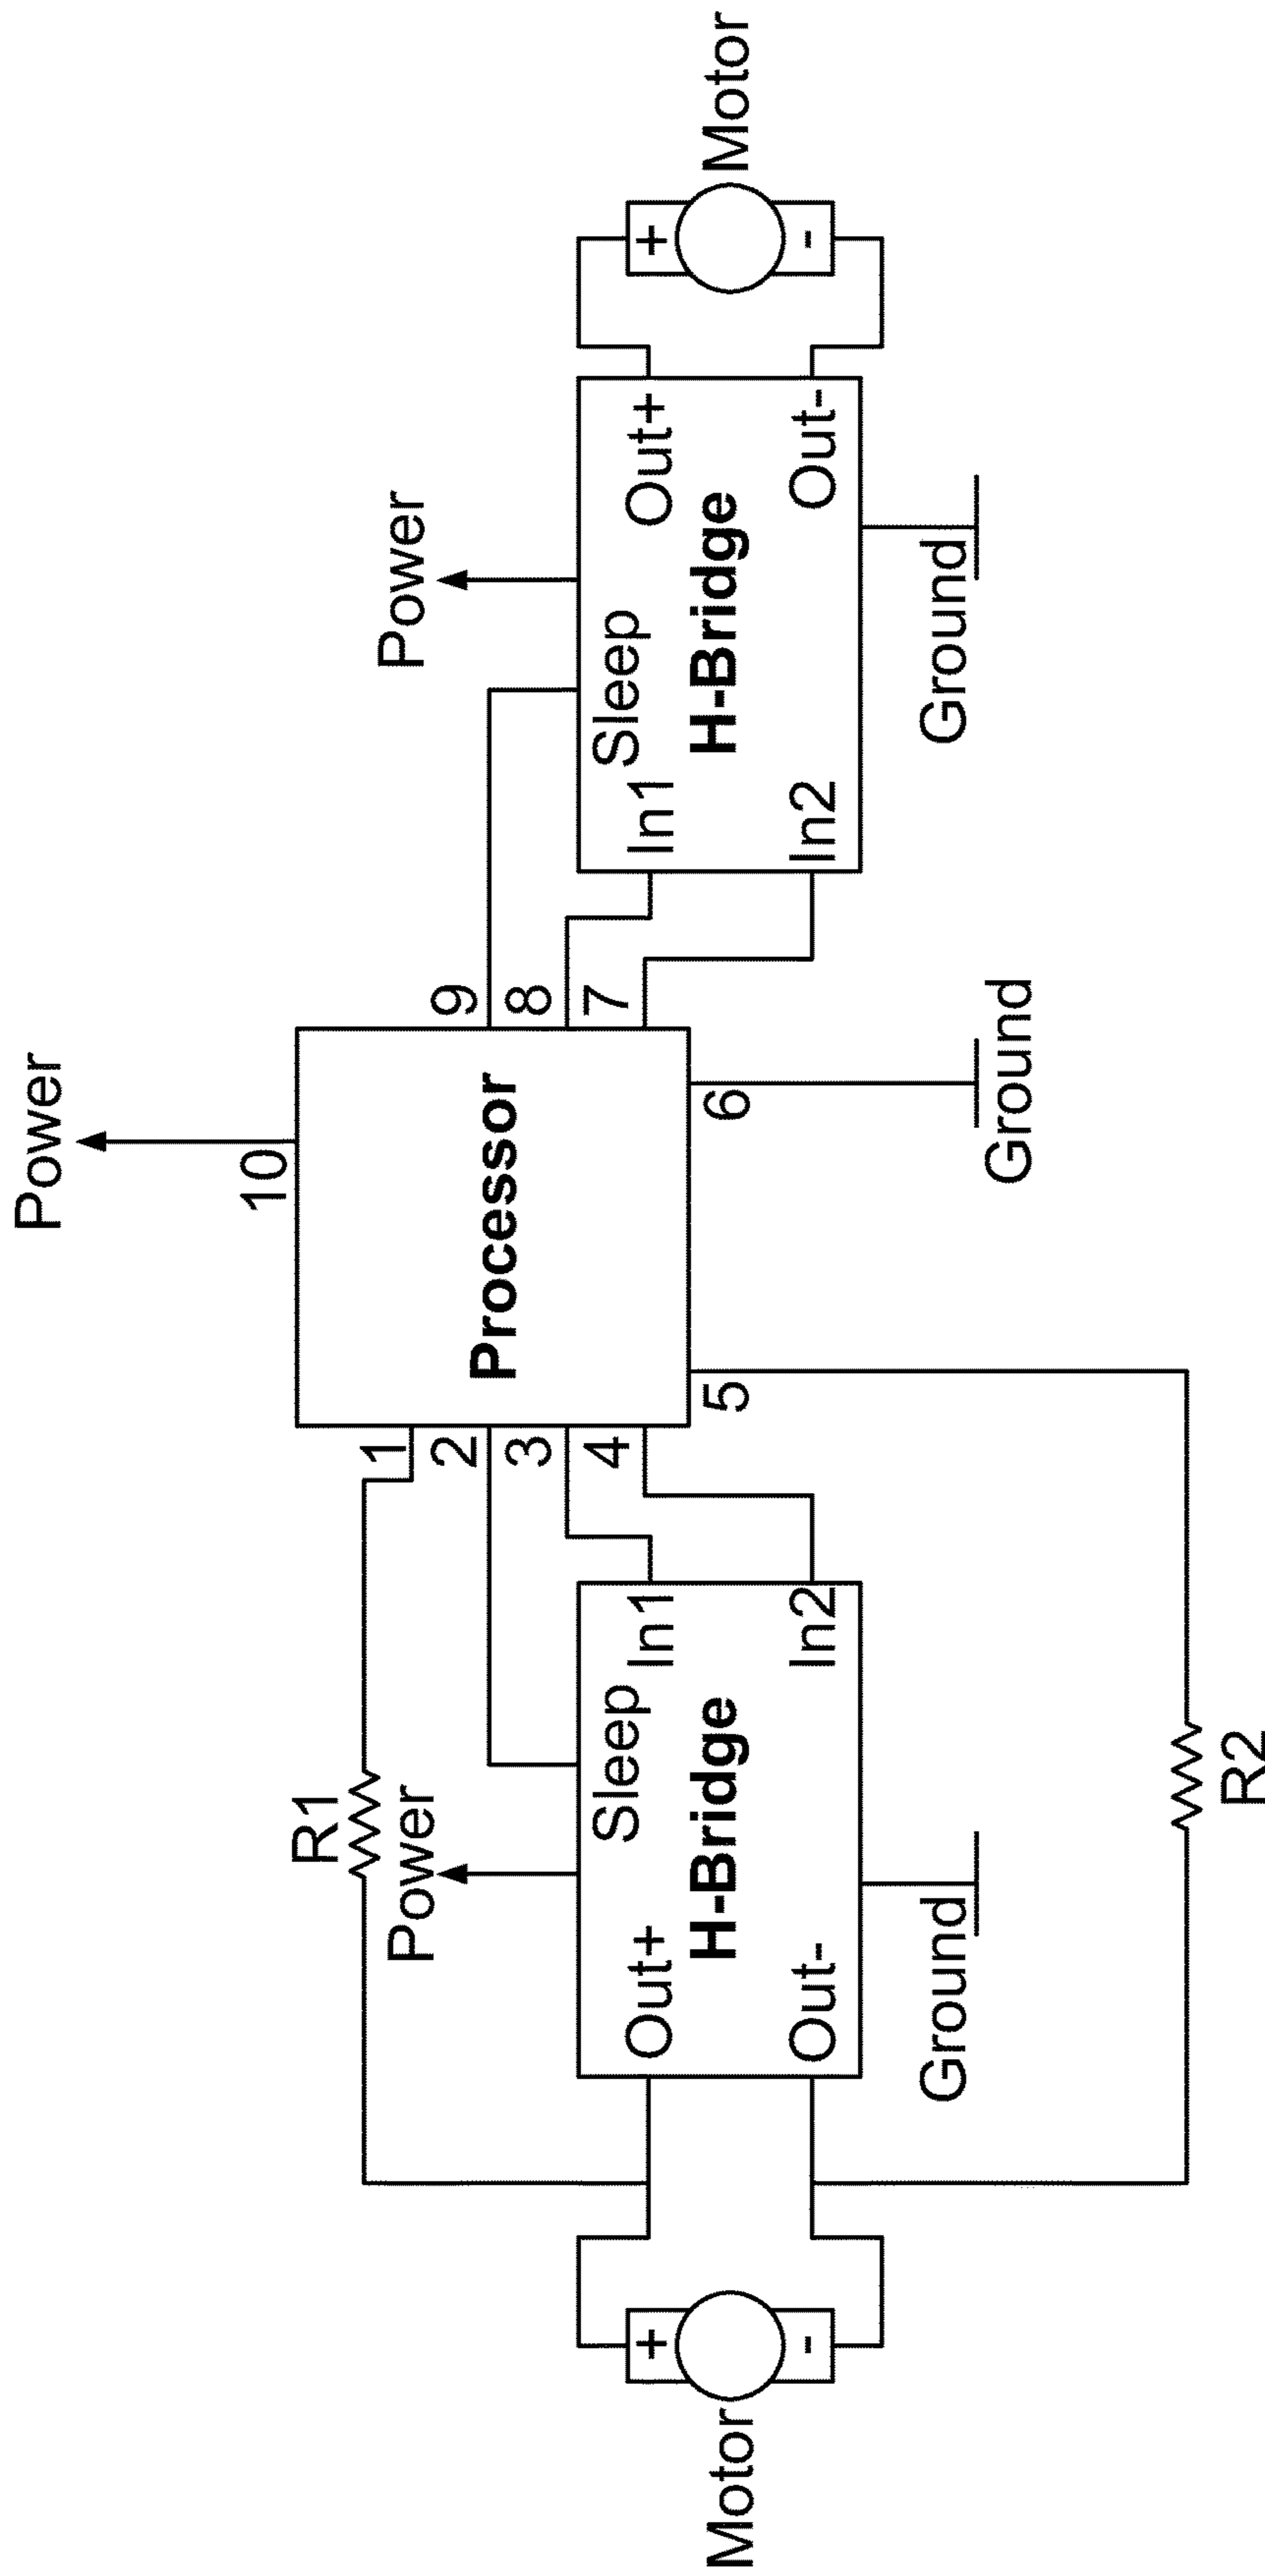 Power
10
Processor
1
2
3
4
5
6
7
8
9
Ground
R1
Power
Sleep
In1
In2
H-Bridge
Out+
Out-
Ground
+
-
Motor
R2
Power
Sleep
In1
In2
H-Bridge
Out+
Out-
Ground
+
-
Motor